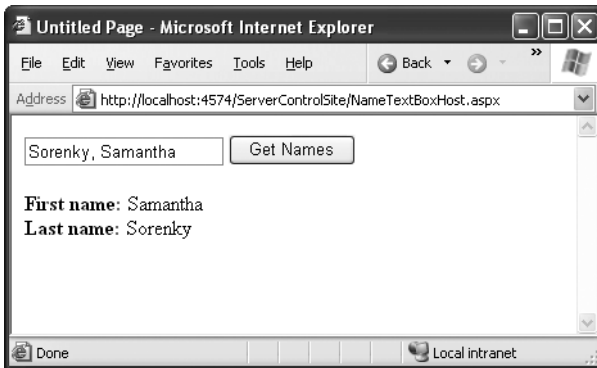 Untitled Page - Microsoft Internet Explorer
File Edit View Favorites Tools Help Back »
Address http://localhost:4574/ServerControlSite/NameTextBoxHost.aspx
Sorenky, Samantha Get Names
First name: Samantha
Last name: Sorenky
Done Local intranet